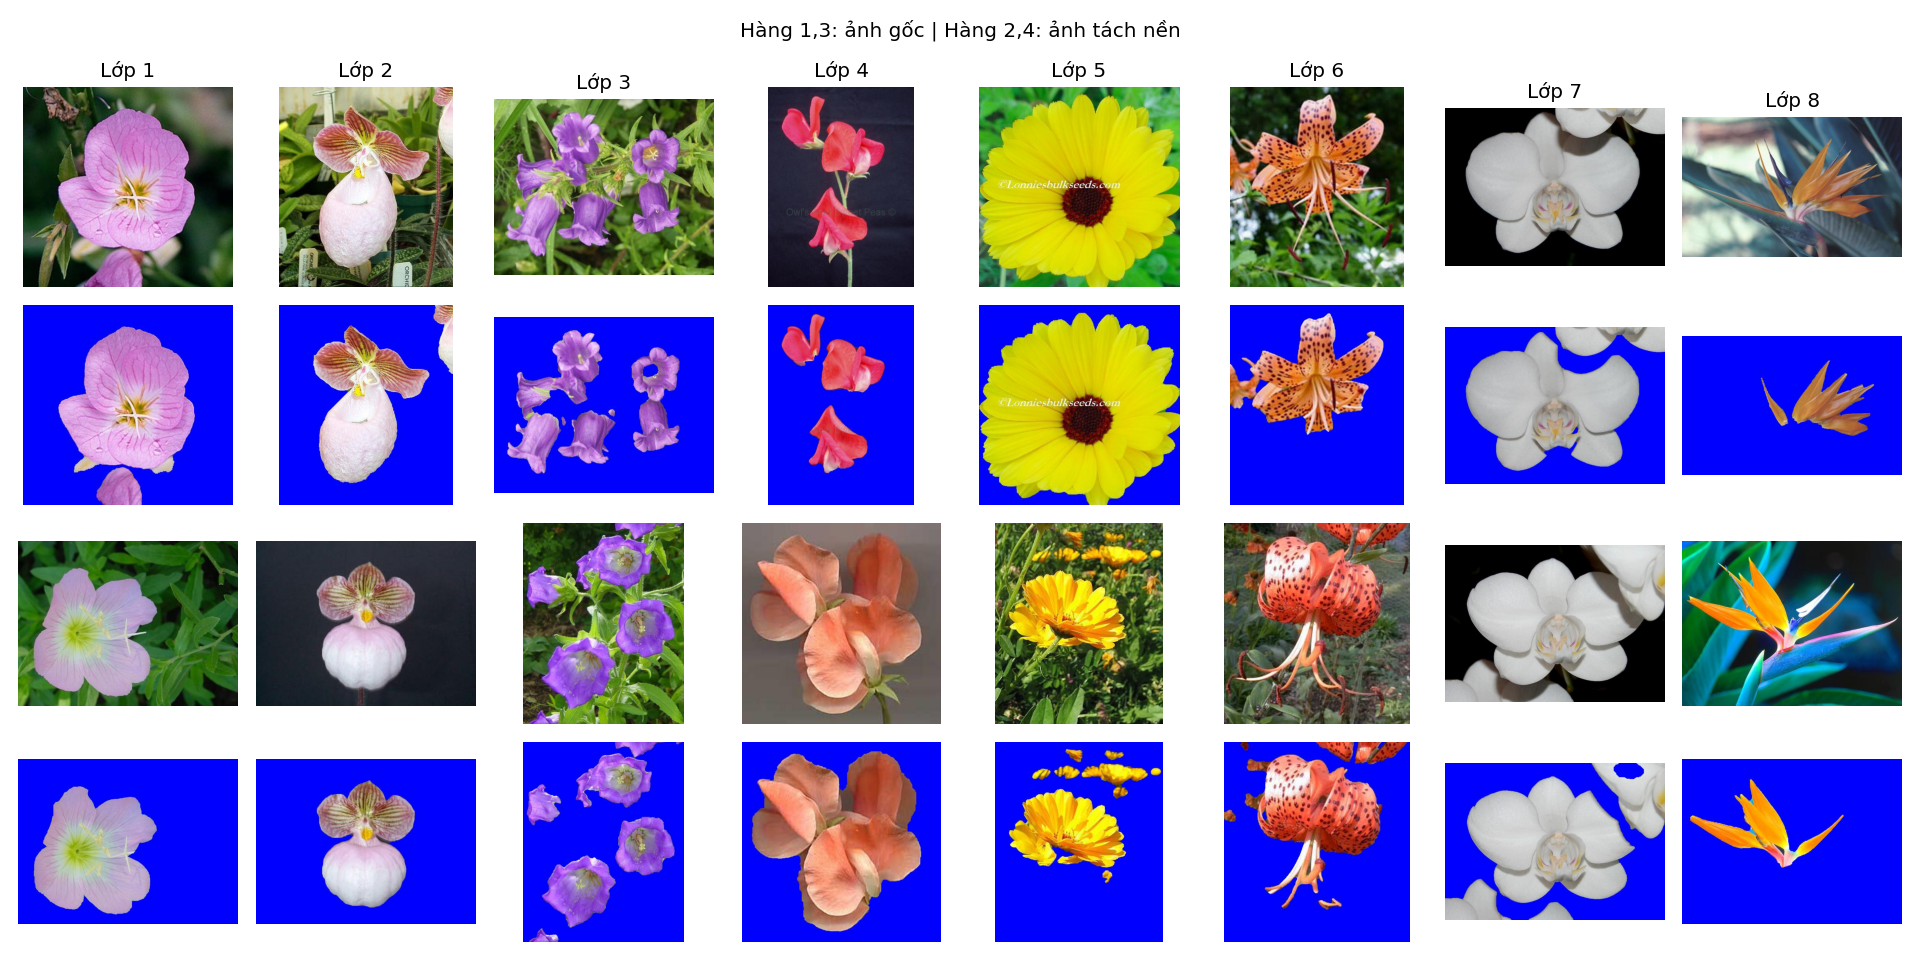 Hàng 1,3: ảnh gốc | Hàng 2,4: ảnh tách nền
Lớp 1
Lớp 2
Lớp 3
Lớp 4
Lớp 5
Lớp 6
Lớp 7
Lớp 8
©Lonniesbulkseeds.com
©Lonniesbulkseeds.com